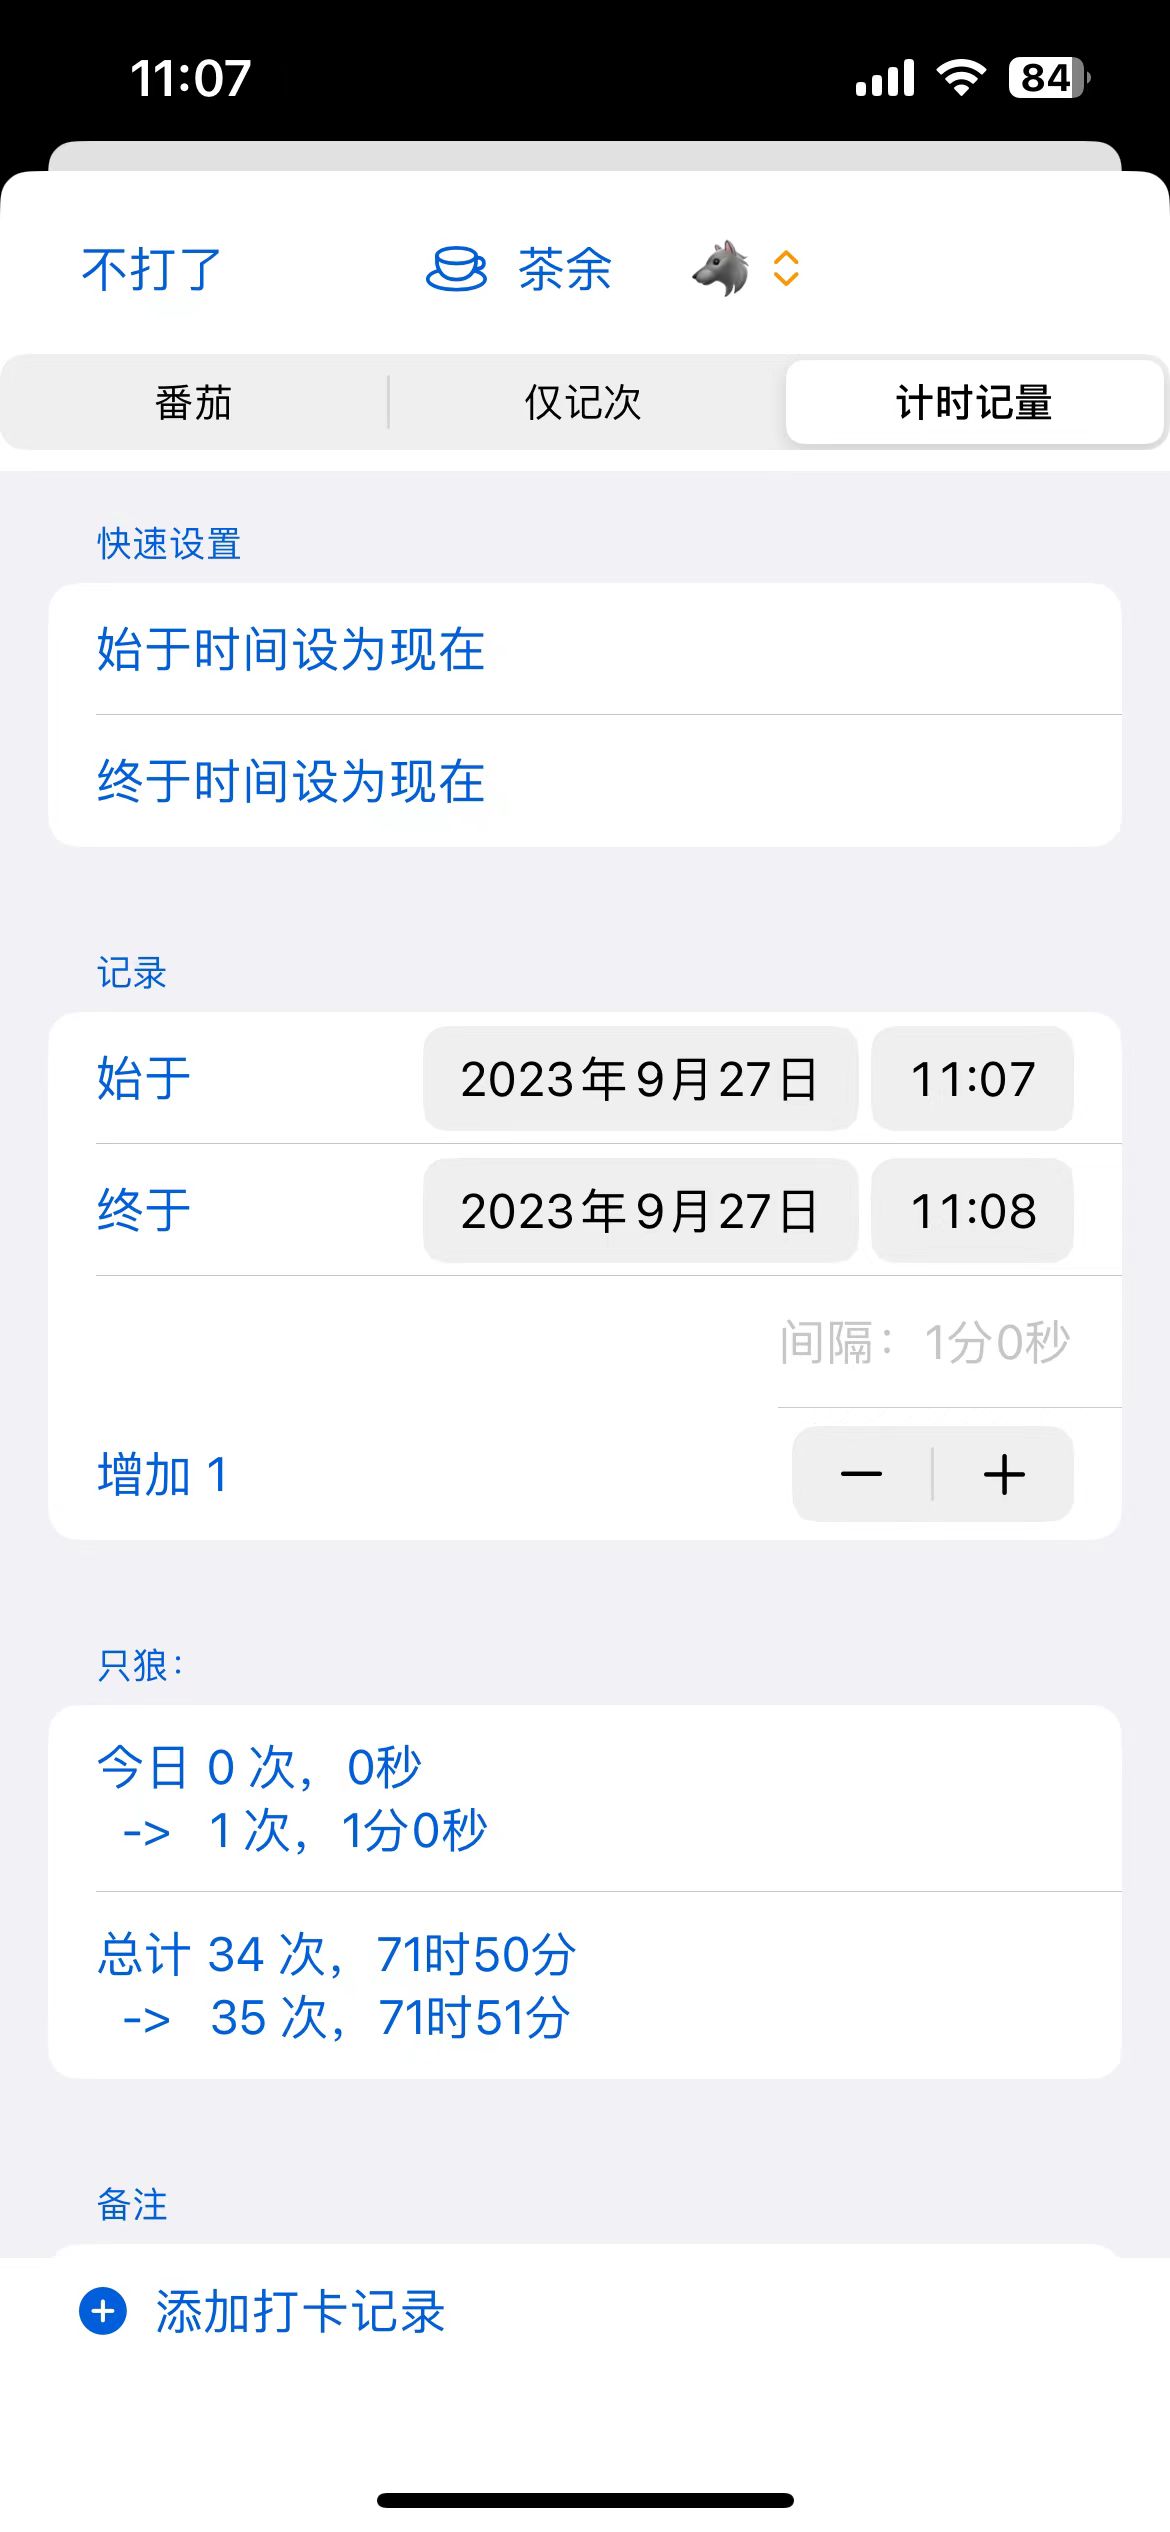 11:07
84
不打了
茶余
番茄
仅记次
计时记量
快速设置
始于时间设为现在
终于时间设为现在
记录
始于 2023年9月27日 11:07
终于 2023年9月27日 11:08
间隔：1分0秒
增加 1
只狼：
今日 0 次，0秒
-> 1 次，1分0秒
总计 34 次，71时50分
-> 35 次，71时51分
备注
添加打卡记录